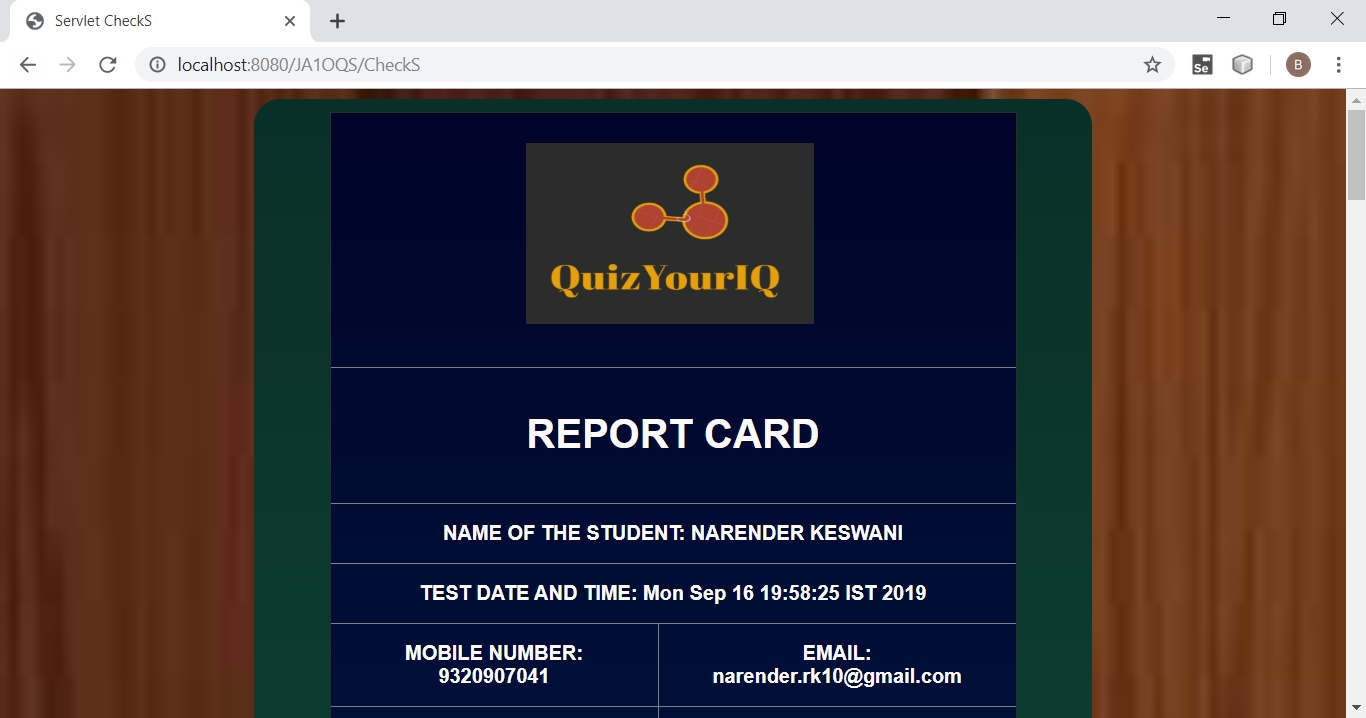 Servlet CheckS
localhost:8080/JA1OQS/CheckS
Se
B
QuizYourIQ
REPORT CARD
NAME OF THE STUDENT: NARENDER KESWANI
TEST DATE AND TIME: Mon Sep 16 19:58:25 IST 2019
MOBILE NUMBER:
9320907041
EMAIL:
narender.rk10@gmail.com